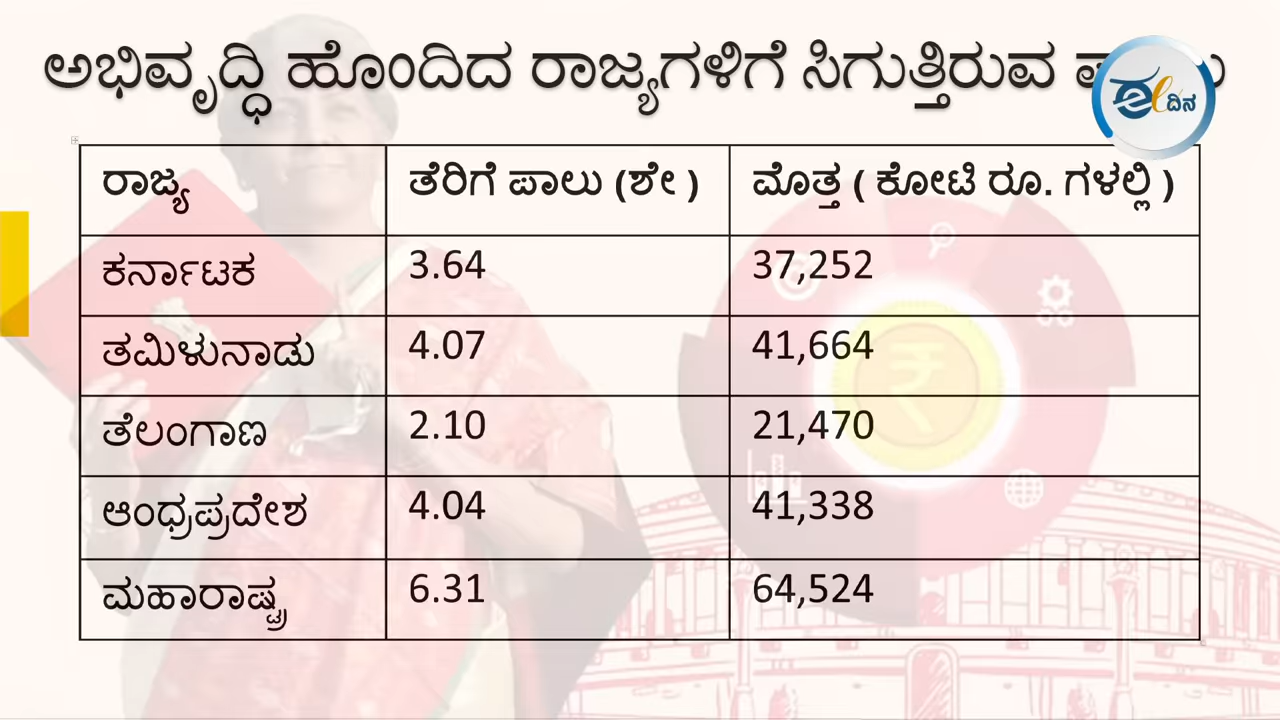 ಅಭಿವೃದ್ಧಿ ಹೊಂದಿದ ರಾಜ್ಯಗಳಿಗೆ ಸಿಗುತ್ತಿರುವ
elದಿನ
ರಾಜ್ಯ ತೆರಿಗೆ ಪಾಲು (ಶೇ ) ಮೊತ್ತ ( ಕೋಟಿ ರೂ. ಗಳಲ್ಲಿ )
ಕರ್ನಾಟಕ 3.64 37,252
ತಮಿಳುನಾಡು 4.07 41,664
ತೆಲಂಗಾಣ 2.10 21,470
ಆಂಧ್ರಪ್ರದೇಶ 4.04 41,338
ಮಹಾರಾಷ್ಟ್ರ 6.31 64,524